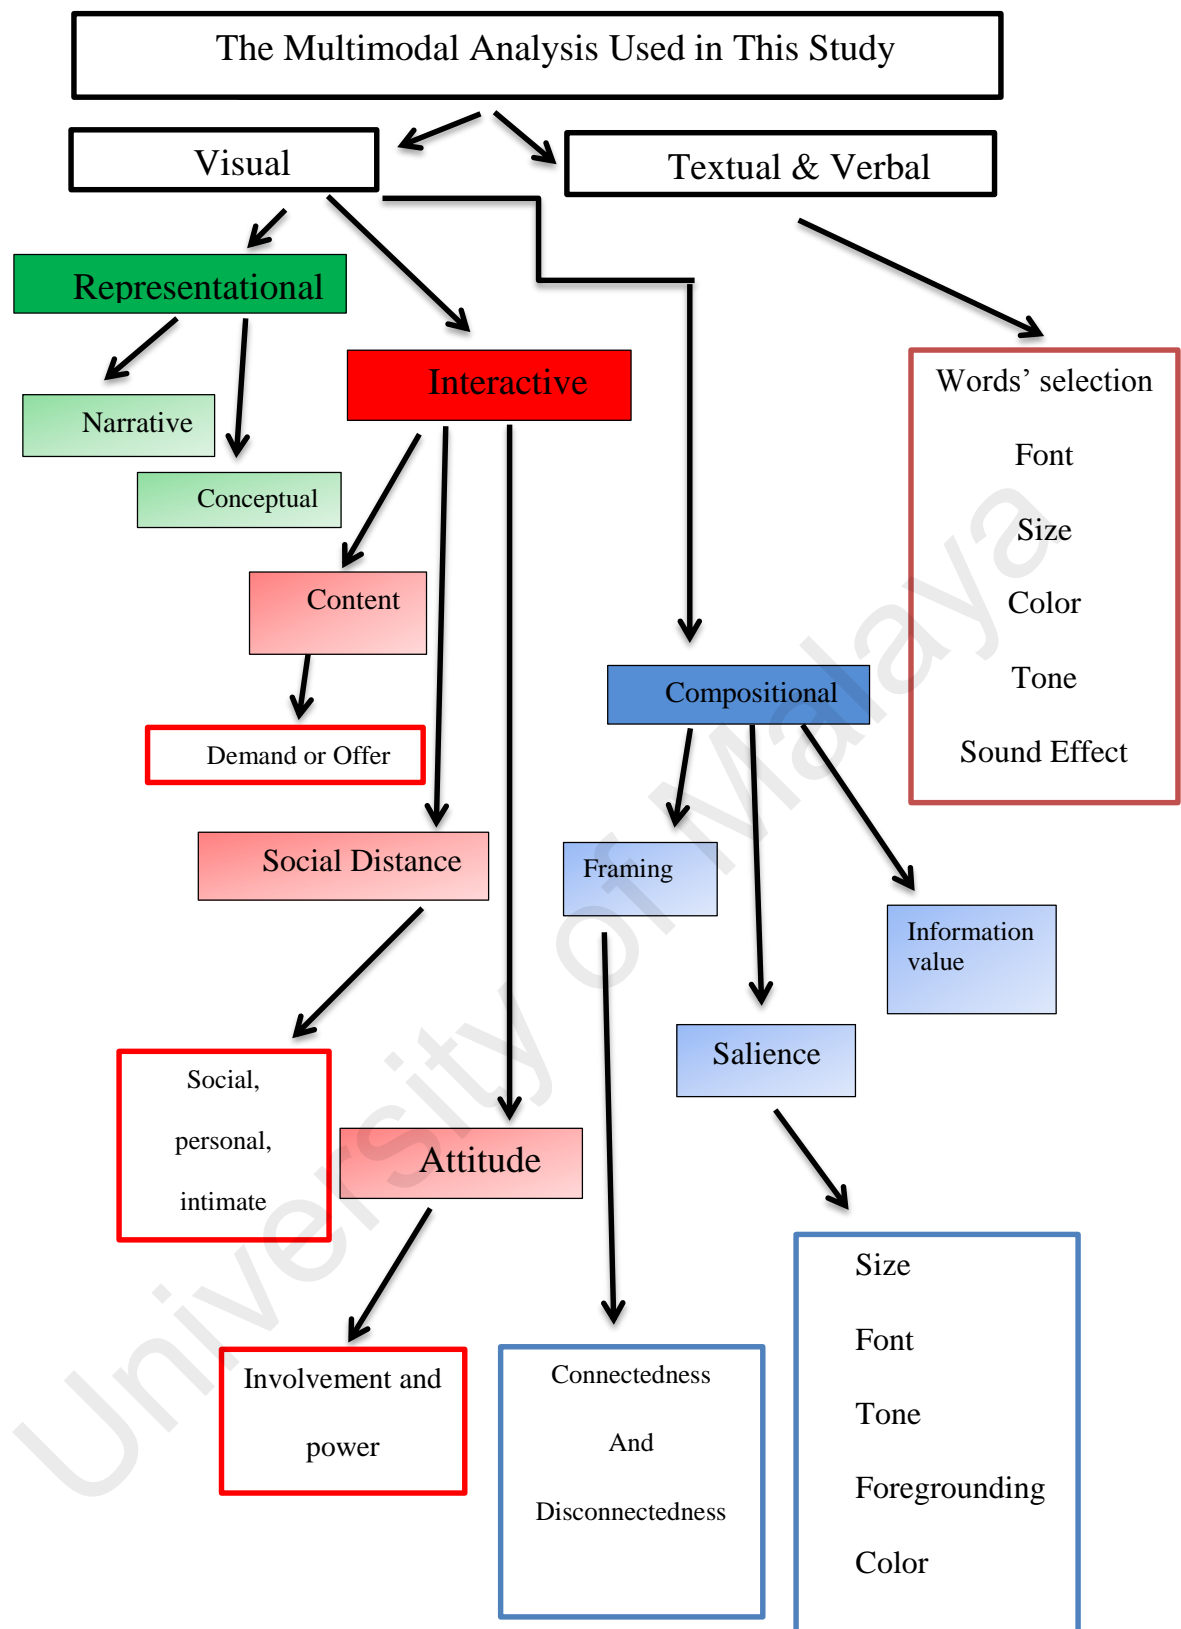 The Multimodal Analysis Used in This Study
Visual
Textual & Verbal
Representational
Narrative
Conceptual
Interactive
Content
Demand or Offer
Social Distance
Social,
personal,
intimate
Attitude
Involvement and
power
Compositional
Framing
Connectedness
And
Disconnectedness
Salience
Size
Font
Tone
Foregrounding
Color
Information
value
Words’ selection
Font
Size
Color
Tone
Sound Effect
University of Malaya